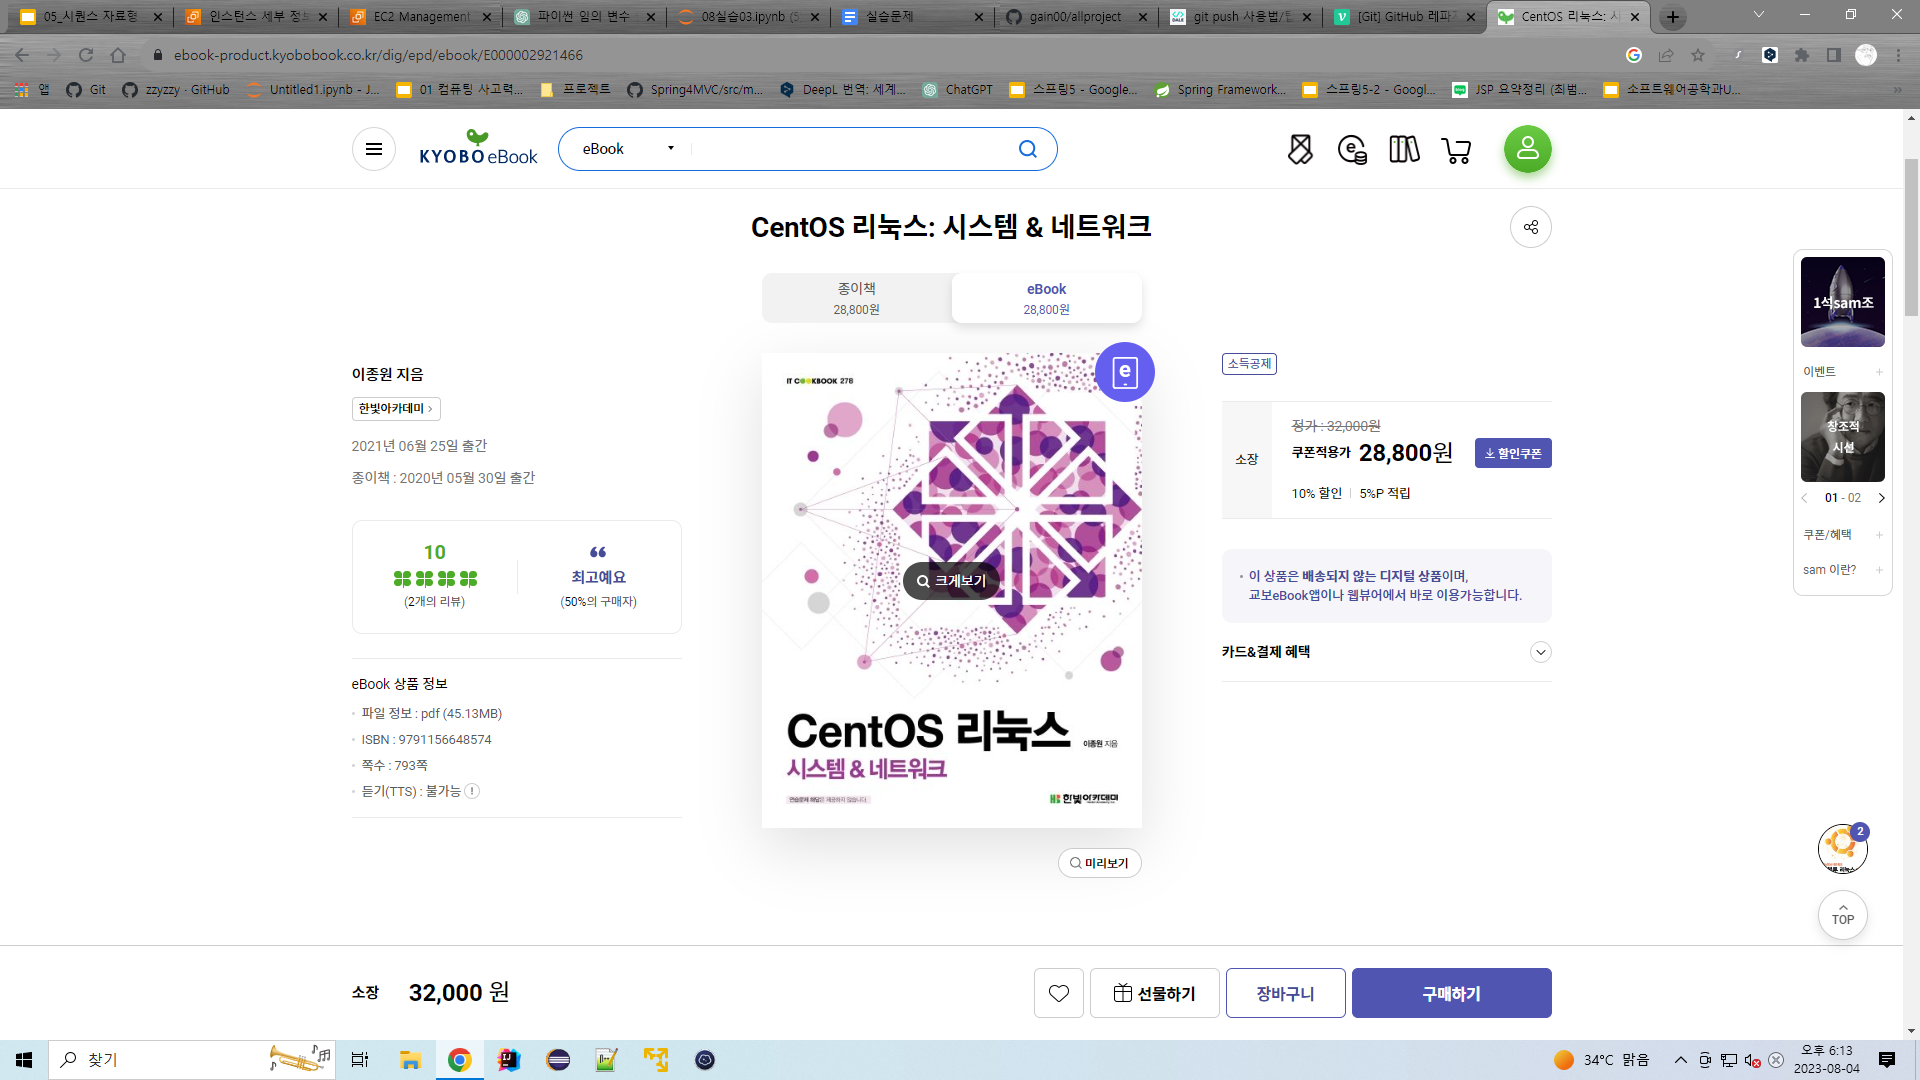 05_시퀀스 자료형
인스턴스 세부 정보
EC2 Management
파이썬 임의 변수
08실습03.ipynb (5
실습문제
gain00/allproject
git push 사용법/
[Git] GitHub 레파
CentOS 리눅스: 시
ebook-product.kyobobook.co.kr/dig/epd/ebook/E000002921466
앱
Git
zzyzzy · GitHub
Untitled1.ipynb - J...
01 컴퓨팅 사고력...
프로젝트
Spring4MVC/src/m...
DeepL 번역: 세계...
ChatGPT
스프링5 - Google...
Spring Framework...
스프링5-2 - Googl...
JSP 요약정리 (최범...
소프트웨어공학과U...
»
KYOBO eBook
eBook
CentOS 리눅스: 시스템 & 네트워크
종이책
28,800원
eBook
28,800원
이종원 지음
한빛아카데미 >
2021년 06월 25일 출간
종이책 : 2020년 05월 30일 출간
10
(2개의 리뷰)
최고예요
(50%의 구매자)
eBook 상품 정보
파일 정보 : pdf (45.13MB)
ISBN : 9791156648574
쪽수 : 793쪽
듣기(TTS) : 불가능 !
IT COOKBOOK 278
e
크게보기
CentOS 리눅스
이종원 지음
시스템 & 네트워크
연습문제 해답은 제공하지 않습니다
한빛아카데미
미리보기
소득공제
소장
정가 : 32,000원
쿠폰적용가 28,800원
할인쿠폰
10% 할인 | 5%P 적립
이 상품은 배송되지 않는 디지털 상품이며,
교보eBook앱이나 웹뷰어에서 바로 이용가능합니다.
카드&결제 혜택
1석sam조
이벤트 +
창조적
시선
< 01 - 02 >
쿠폰/혜택 +
sam 이란? +
2
TOP
소장
32,000 원
선물하기
장바구니
구매하기
찾기
34°C 맑음
오후 6:13
2023-08-04